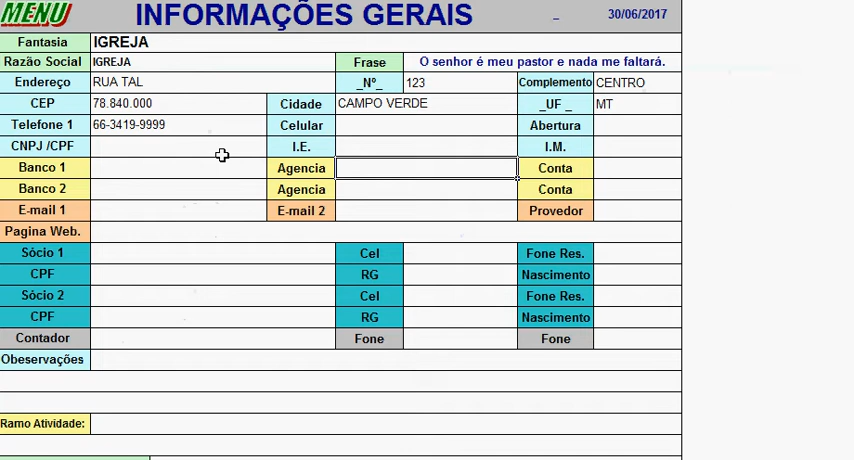 MENU INFORMAÇÕES GERAIS _ 30/06/2017
Fantasia IGREJA
Razão Social IGREJA Frase O senhor é meu pastor e nada me faltará.
Endereço RUA TAL _Nº_ 123 Complemento CENTRO
CEP 78.840.000 Cidade CAMPO VERDE _UF_ MT
Telefone 1 66-3419-9999 Celular Abertura
CNPJ /CPF I.E. I.M.
Banco 1 Agencia Conta
Banco 2 Agencia Conta
E-mail 1 E-mail 2 Provedor
Pagina Web.
Sócio 1 Cel Fone Res.
CPF RG Nascimento
Sócio 2 Cel Fone Res.
CPF RG Nascimento
Contador Fone Fone
Obeservações
Ramo Atividade: